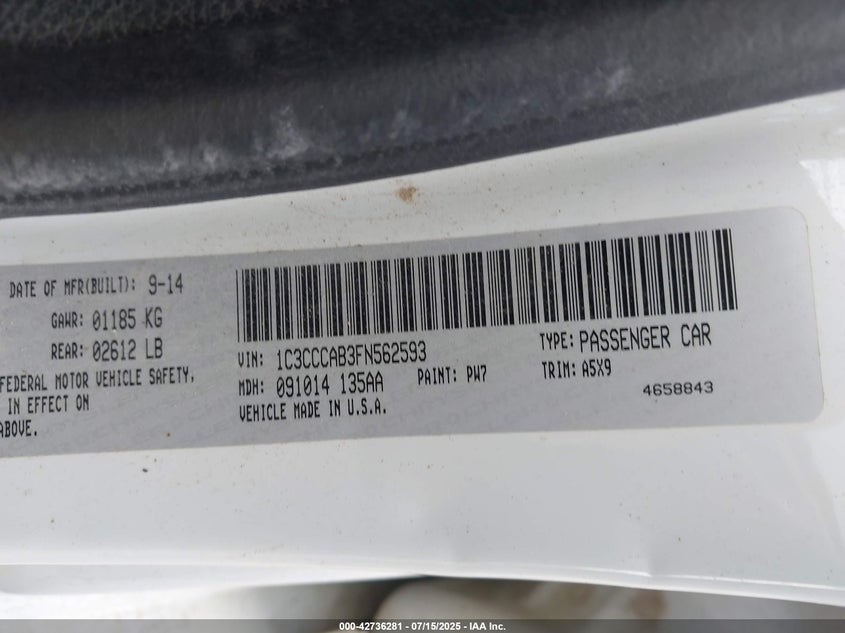 DATE OF MFR(BUILT): 9-14
GAWR: 01185 KG
REAR: 02612 LB
FEDERAL MOTOR VEHICLE SAFETY,
IN EFFECT ON
ABOVE.
VIN: 1C3CCCAB3FN562593
TYPE: PASSENGER CAR
MDH: 091014 135AA
PAINT: PW7
TRIM: A5X9
VEHICLE MADE IN U.S.A.
4658843
000-42736281 - 07/15/2025 - IAA Inc.